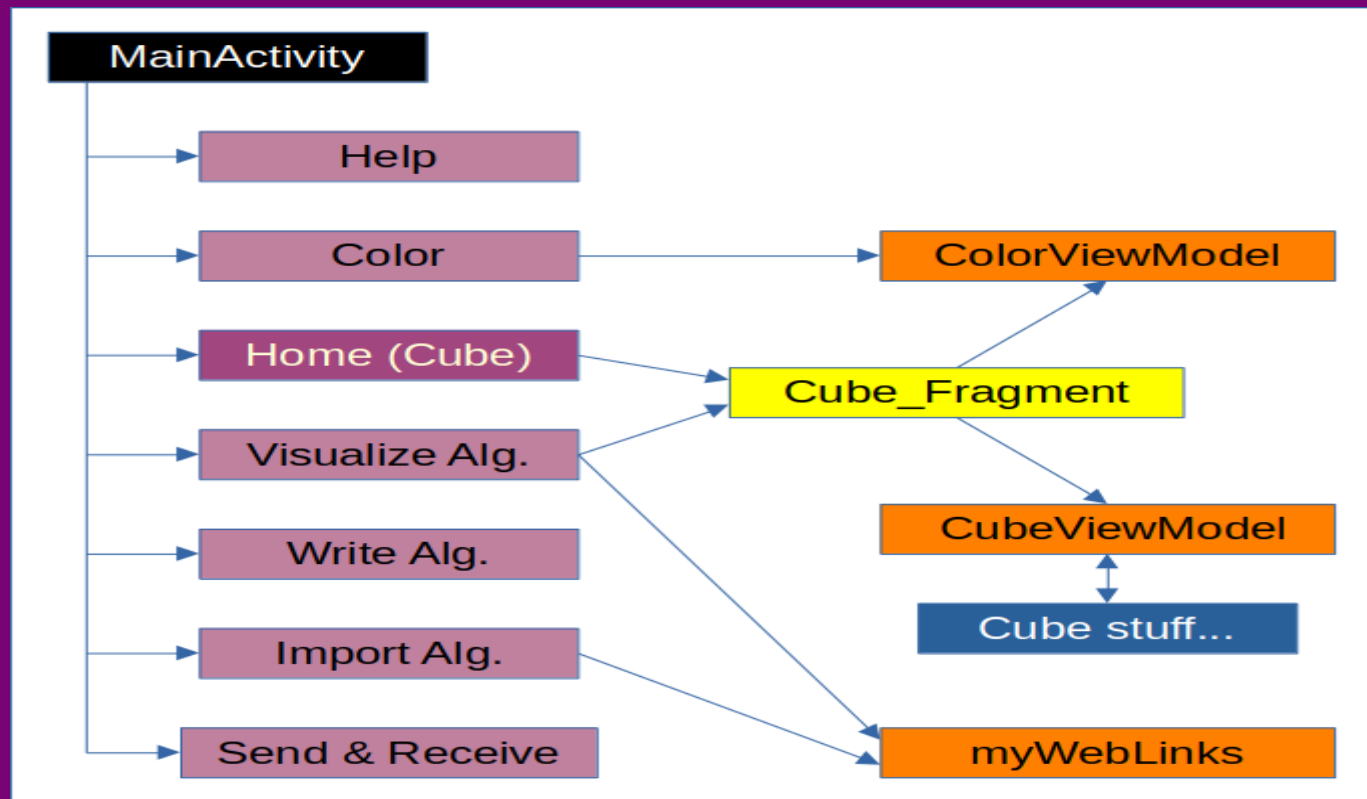 MainActivity
Help
Color
ColorViewModel
Home (Cube)
Cube_Fragment
Visualize Alg.
CubeViewModel
Write Alg.
Cube stuff...
Import Alg.
Send & Receive
myWebLinks